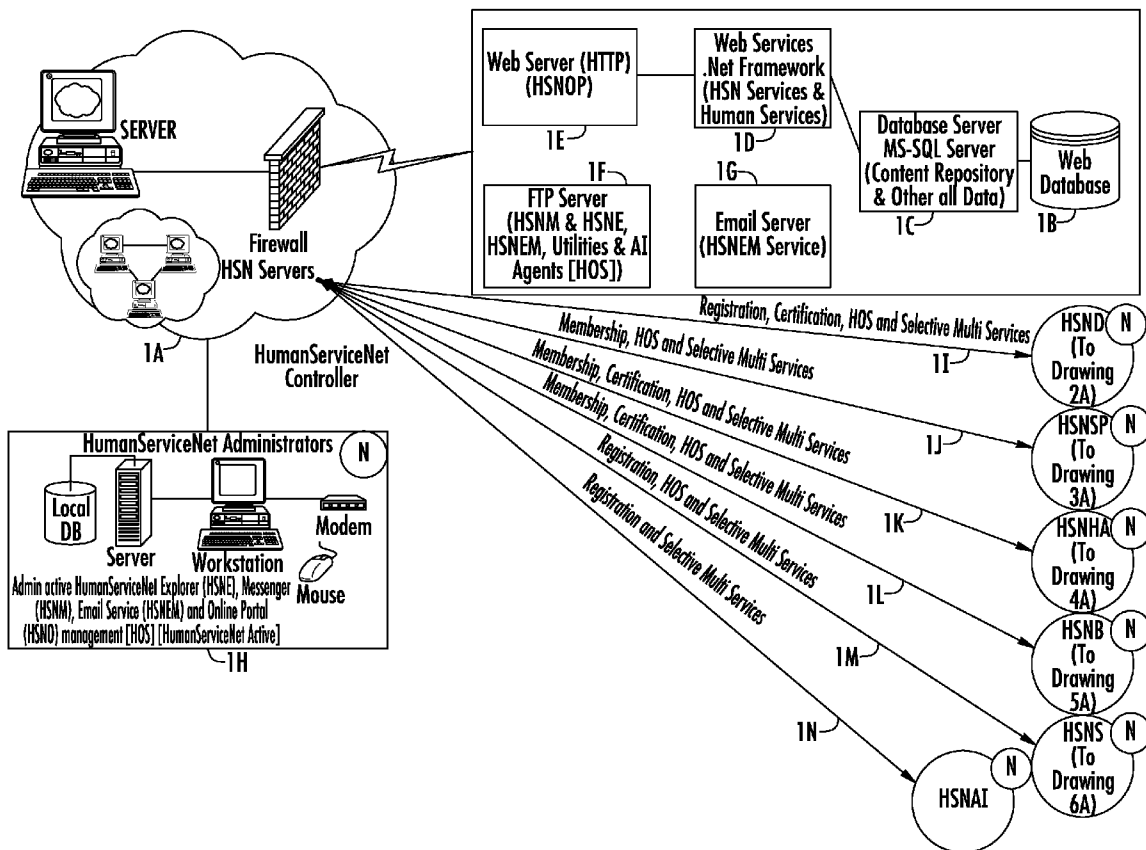 SERVER
Firewall
HSN Servers
1A
HumanServiceNet
Controller
Web Server (HTTP)
(HSNOP)
1E
Web Services
.Net Framework
(HSN Services &
Human Services)
1D
Database Server
MS-SQL Server
(Content Repository
& Other all Data)
1C
Web
Database
1B
1F
FTP Server
(HSNM & HSNE,
HSNEM, Utilities & AI
Agents [HOS])
1G
Email Server
(HSNEM Service)
HumanServiceNet Administrators
N
Local
DB
Server
Workstation
Modem
Mouse
Admin active HumanServiceNet Explorer (HSNE), Messenger
(HSNM), Email Service (HSNEM) and Online Portal
(HSND) management [HOS] [HumanServiceNet Active]
1H
Registration, Certification, HOS and Selective Multi Services
1I
Membership, HOS and Selective Multi Services
1J
Membership, Certification, HOS and Selective Multi Services
1K
Membership, Certification, HOS and Selective Multi Services
1L
Registration, HOS and Selective Multi Services
1M
Registration and Selective Multi Services
1N
HSND
(To
Drawing
2A)
N
HSNSP
(To
Drawing
3A)
N
HSNHA
(To
Drawing
4A)
N
HSNB
(To
Drawing
5A)
N
HSNS
(To
Drawing
6A)
N
HSNAI
N